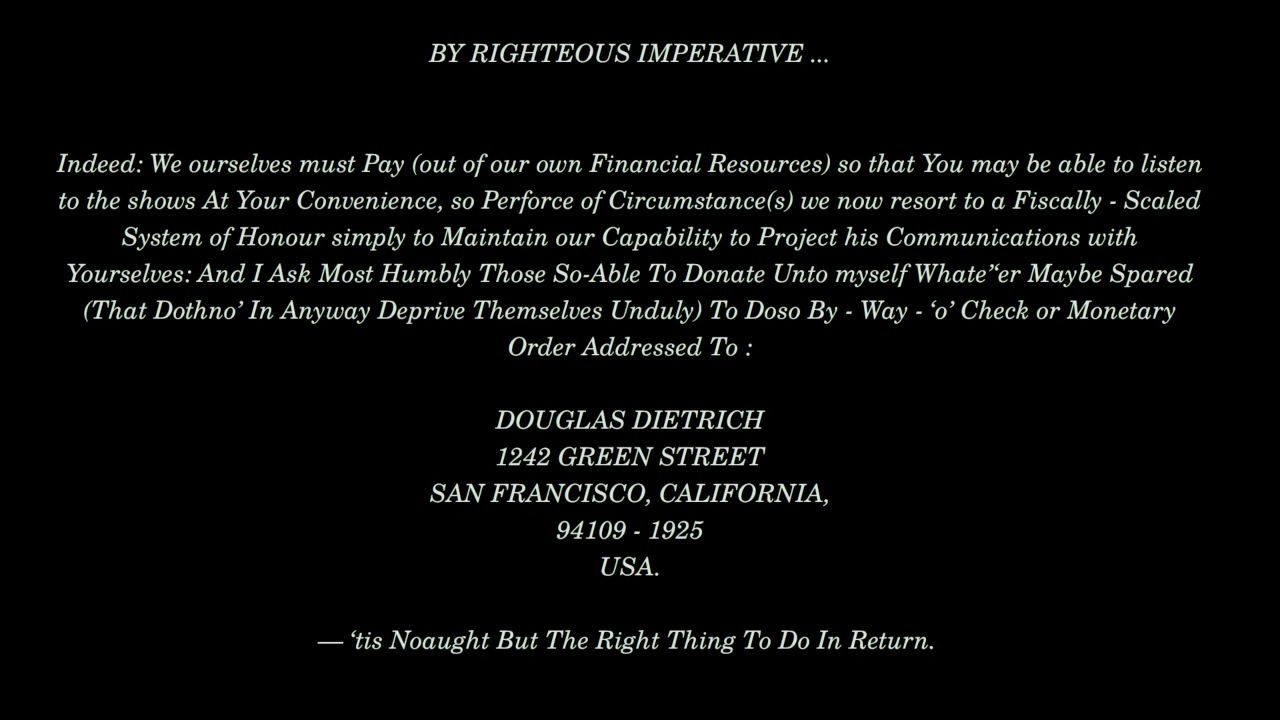 BY RIGHTEOUS IMPERATIVE ...
Indeed: We ourselves must Pay (out of our own Financial Resources) so that You may be able to listen
to the shows At Your Convenience, so Perforce of Circumstance(s) we now resort to a Fiscally - Scaled
System of Honour simply to Maintain our Capability to Project his Communications with
Yourselves: And I Ask Most Humbly Those So-Able To Donate Unto myself Whate”“er Maybe Spared
(That Dothno’ In Anyway Deprive Themselves Unduly) To Doso By - Way - ‘o’ Check or Monetary
Order Addressed To :
DOUGLAS DIETRICH
1242 GREEN STREET
SAN FRANCISCO, CALIFORNIA,
94109 - 1925
USA.
— ‘tis Noaught But The Right Thing To Do In Return.